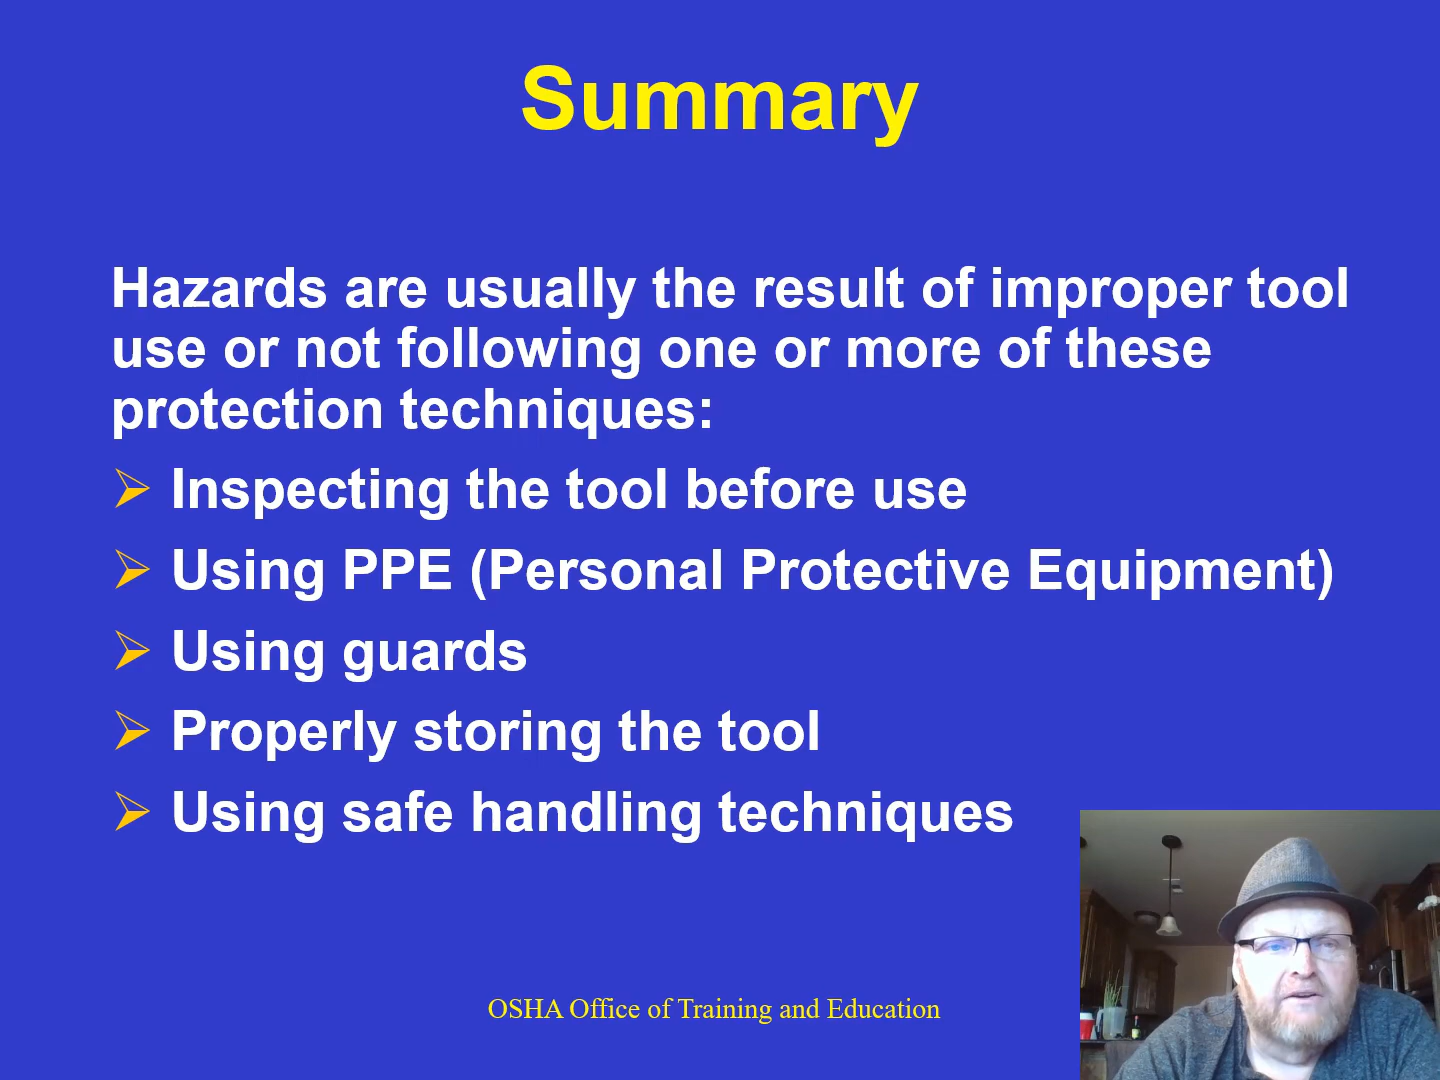 Summary
Hazards are usually the result of improper tool
use or not following one or more of these
protection techniques:
Inspecting the tool before use
Using PPE (Personal Protective Equipment)
Using guards
Properly storing the tool
Using safe handling techniques
OSHA Office of Training and Education